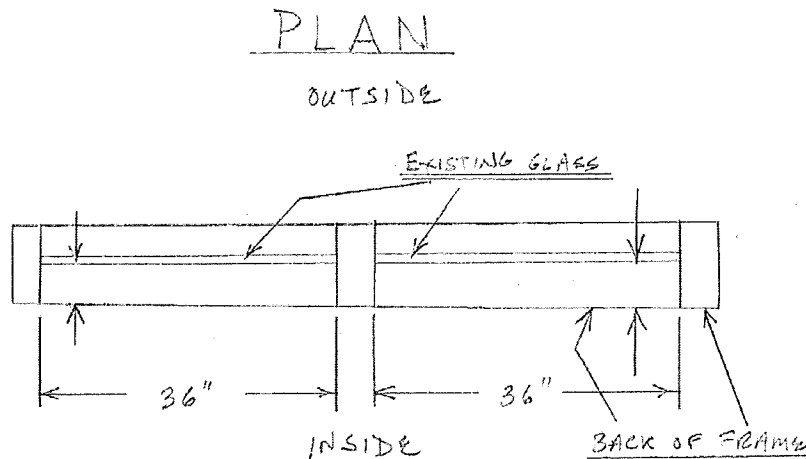 PLAN
OUTSIDE
EXISTING GLASS
36" 36"
INSIDE
BACK OF FRAME